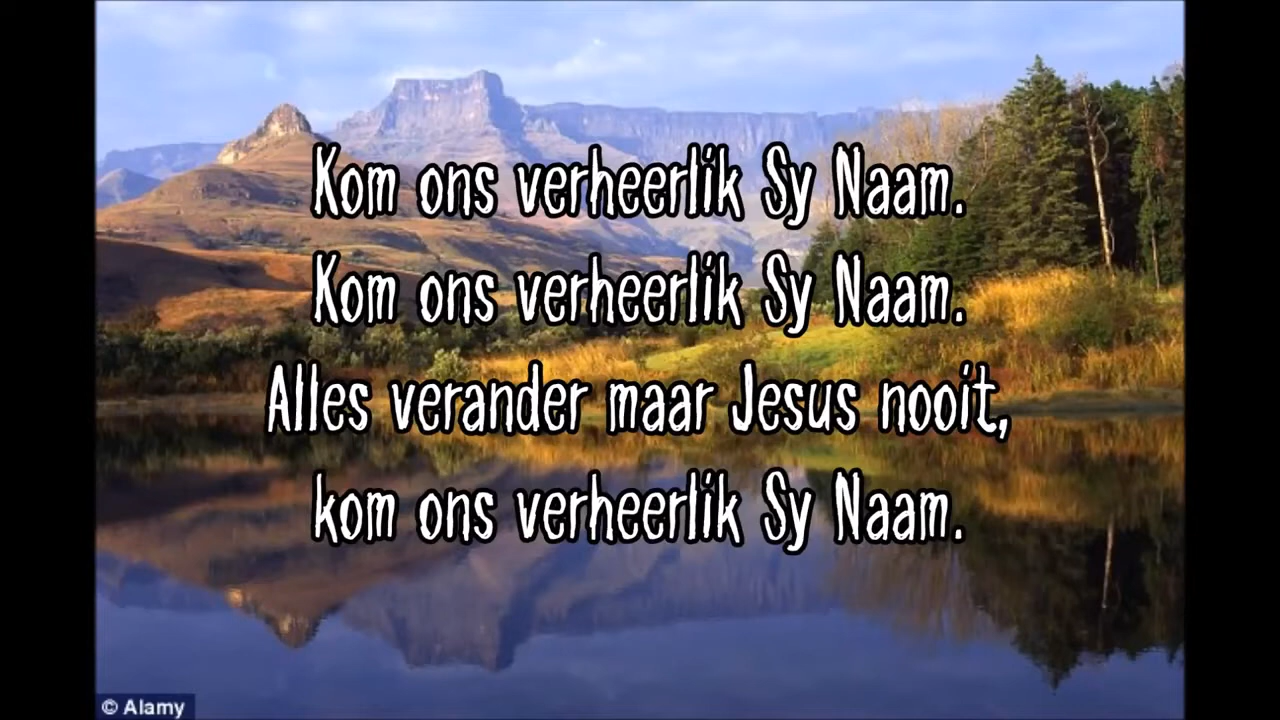 Kom ons verheerlik Sy Naam.
Kom ons verheerlik Sy Naam.
Alles verander maar Jesus nooit,
kom ons verheerlik Sy Naam.
© Alamy